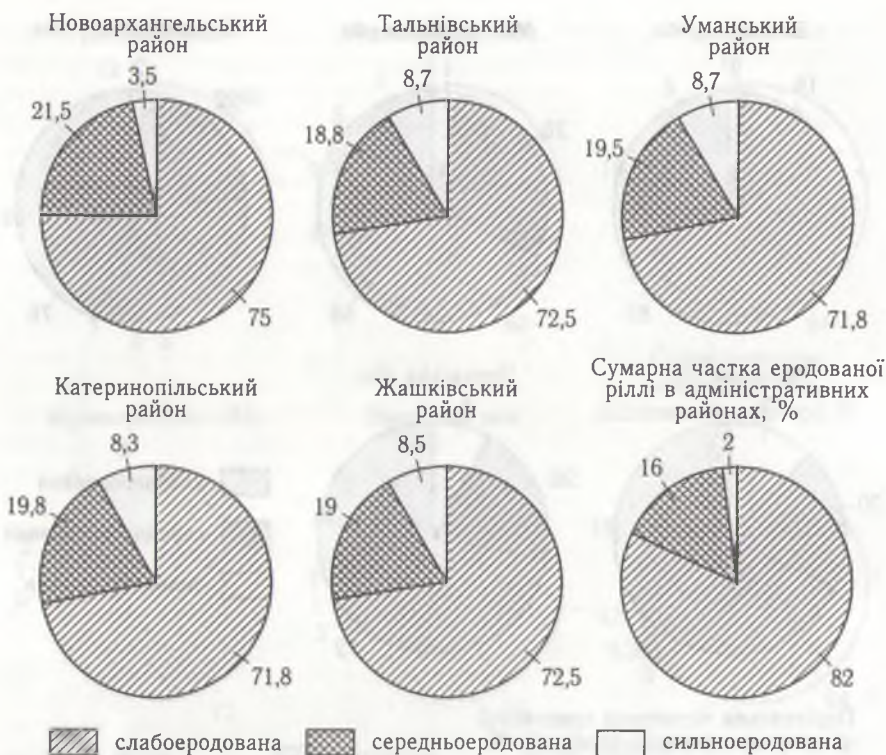 Новоархангельський
район
3,5
21,5
75
Тальнівський
район
8,7
18,8
72,5
Уманський
район
8,7
19,5
71,8
Катеринопільський
район
8,3
19,8
71,8
Жашківський
район
8,5
19
72,5
Сумарна частка еродованої
ріллі в адміністративних
районах, %
2
16
82
слабоеродована
середньоеродована
сильноеродована